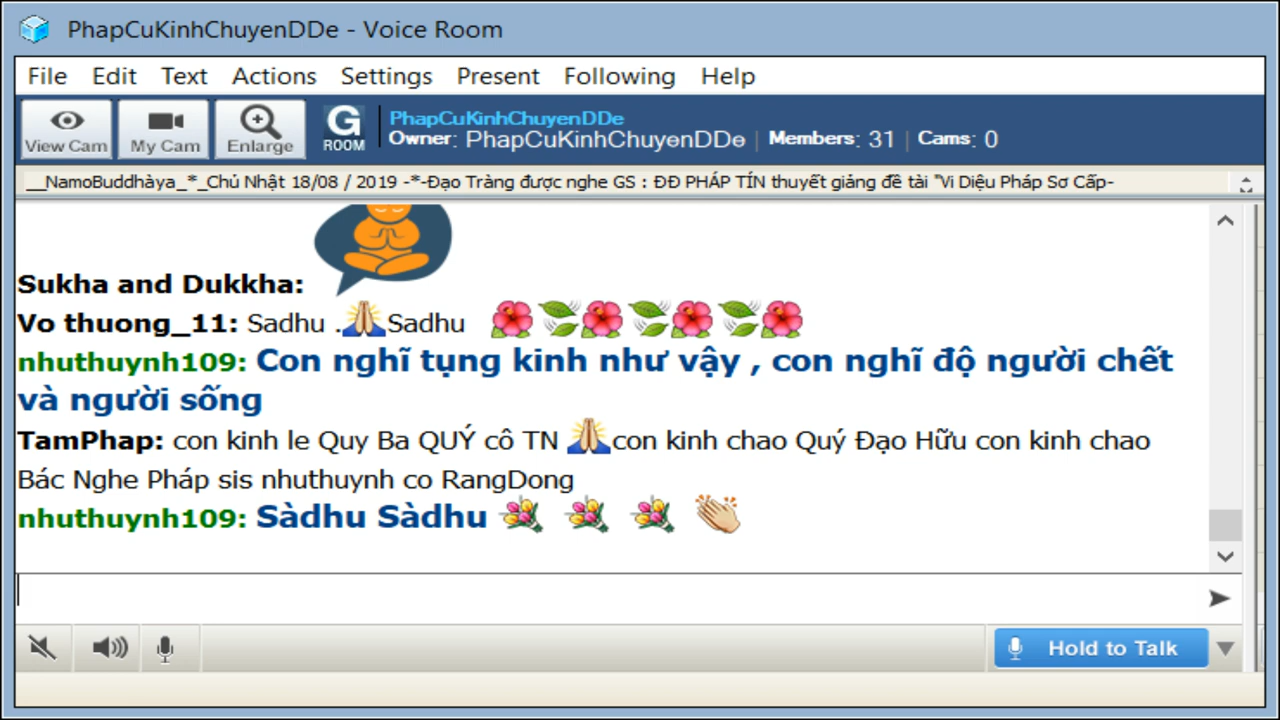 PhapCuKinhChuyenDDe - Voice Room
File Edit Text Actions Settings Present Following Help
View Cam My Cam Enlarge G ROOM
PhapCuKinhChuyenDDe
Owner: PhapCuKinhChuyenDDe | Members: 31 | Cams: 0
__NamoBuddhàya_*_Chủ Nhật 18/08 / 2019 -*-Đạo Tràng được nghe GS : ĐĐ PHÁP TÍN thuyết giảng đề tài "Vi Diệu Pháp Sơ Cấp-
Sukha and Dukkha:
Vo thuong_11: Sadhu .🙏Sadhu 🌺🍃🌺🍃🌺🍃🌺
nhuthuynh109: Con nghĩ tụng kinh như vậy , con nghĩ độ người chết
và người sống
TamPhap: con kinh le Quy Ba QUÝ cô TN 🙏con kinh chao Quý Đạo Hữu con kinh chao
Bác Nghe Pháp sis nhuthuynh co RangDong
nhuthuynh109: Sàdhu Sàdhu 💐 💐 💐 👏
Hold to Talk